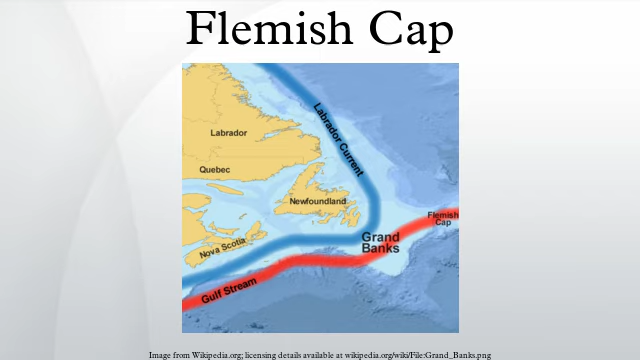 Flemish Cap
Labrador Current
Labrador
Quebec
Newfoundland
Flemish
Cap
Grand
Banks
Nova Scotia
Gulf Stream
Image from Wikipedia.org; licensing details available at wikipedia.org/wiki/File:Grand_Banks.png